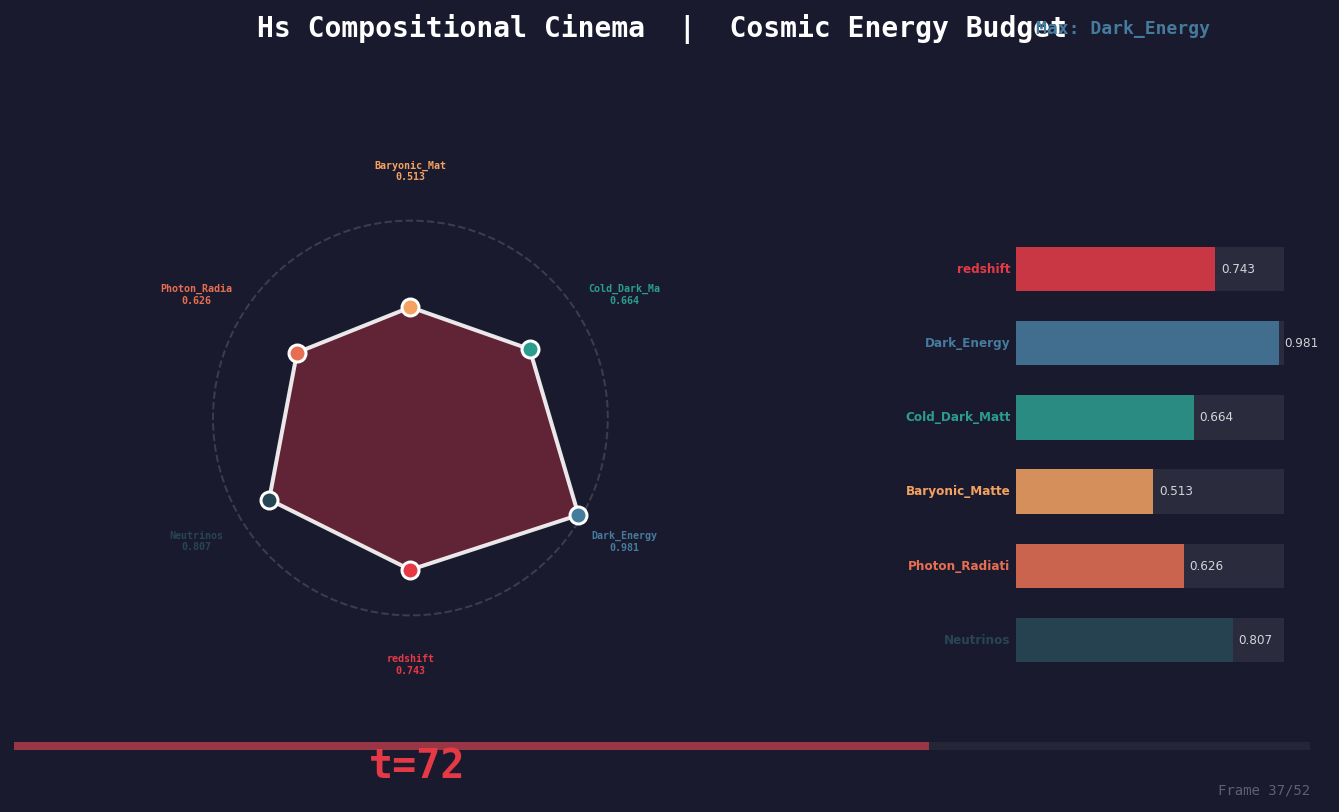 Hs Compositional Cinema | Cosmic Energy Budget
Max: Dark_Energy
Baryonic_Mat
0.513
Photon_Radia
0.626
Cold_Dark_Ma
0.664
Neutrinos
0.807
Dark_Energy
0.981
redshift
0.743
redshift 0.743
Dark_Energy 0.981
Cold_Dark_Matt 0.664
Baryonic_Matte 0.513
Photon_Radiati 0.626
Neutrinos 0.807
t=72
Frame 37/52